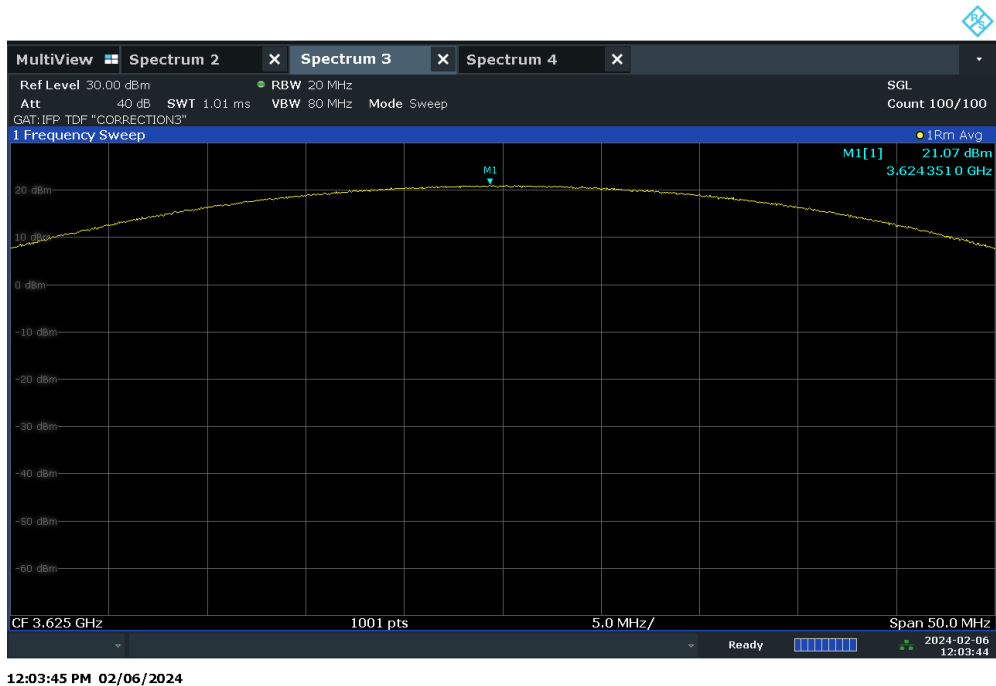 R&S
MultiView Spectrum 2 X Spectrum 3 X Spectrum 4 X
Ref Level 30.00 dBm RBW 20 MHz SGL
Att 40 dB SWT 1.01 ms VBW 80 MHz Mode Sweep Count 100/100
GAT:IFP TDF "CORRECTION3"
1 Frequency Sweep 1Rm Avg
M1[1] 21.07 dBm
3.6243510 GHz
M1
20 dBm
10 dBm
0 dBm
-10 dBm
-20 dBm
-30 dBm
-40 dBm
-50 dBm
-60 dBm
CF 3.625 GHz 1001 pts 5.0 MHz/ Span 50.0 MHz
Ready 2024-02-06
12:03:44
12:03:45 PM 02/06/2024